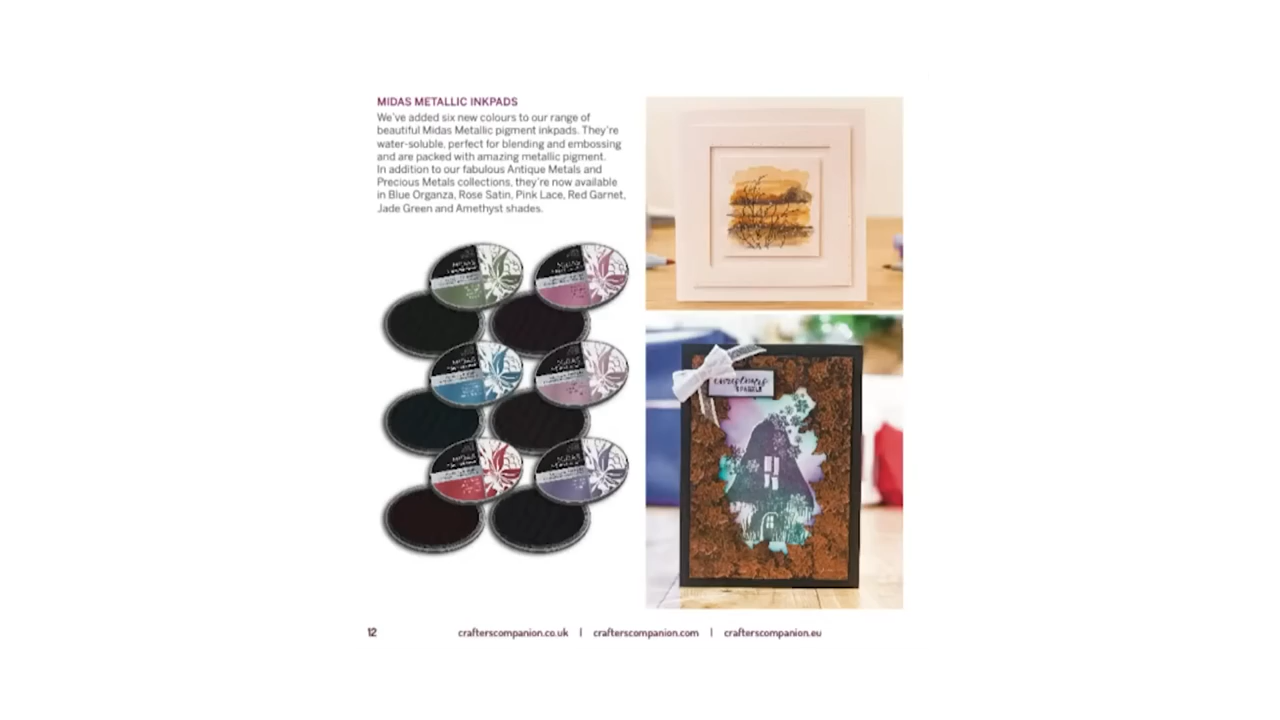 MIDAS METALLIC INKPADS
We've added six new colours to our range of
beautiful Midas Metallic pigment inkpads. They're
water-soluble, perfect for blending and embossing
and are packed with amazing metallic pigment.
In addition to our fabulous Antique Metals and
Precious Metals collections, they're now available
in Blue Organza, Rose Satin, Pink Lace, Red Garnet,
Jade Green and Amethyst shades.
12
crafterscompanion.co.uk | crafterscompanion.com | crafterscompanion.eu